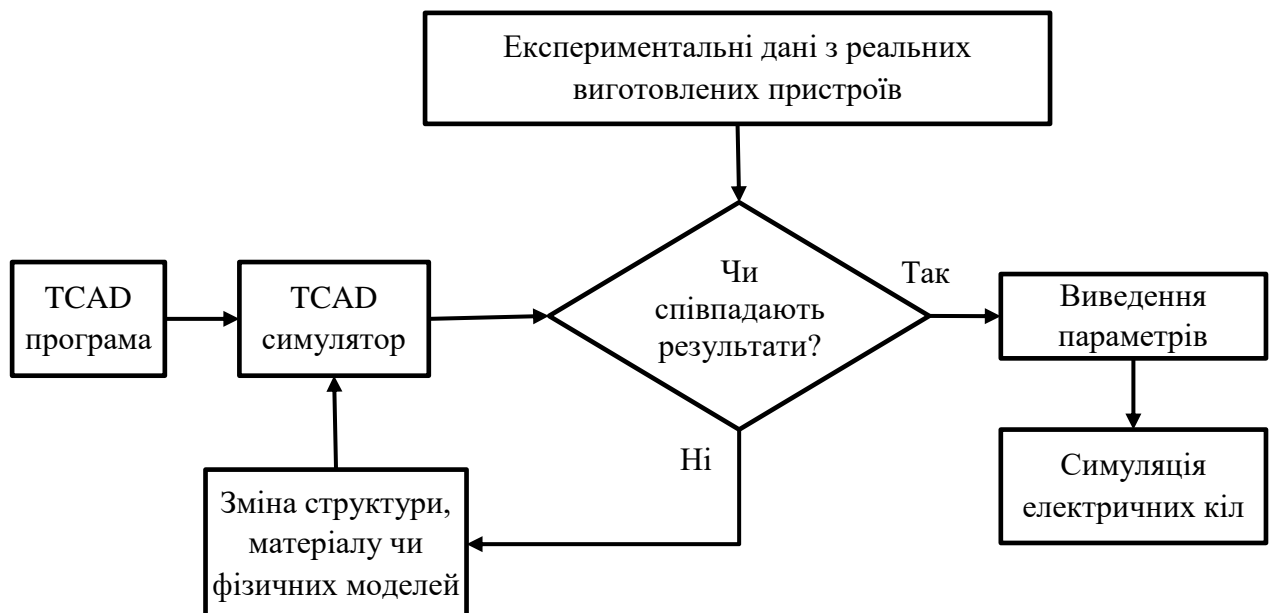 Експериментальні дані з реальних
виготовлених пристроїв
TCAD
програма
TCAD
симулятор
Чи
співпадають
результати?
Так
Виведення
параметрів
Ні
Симуляція
електричних кіл
Зміна структури,
матеріалу чи
фізичних моделей